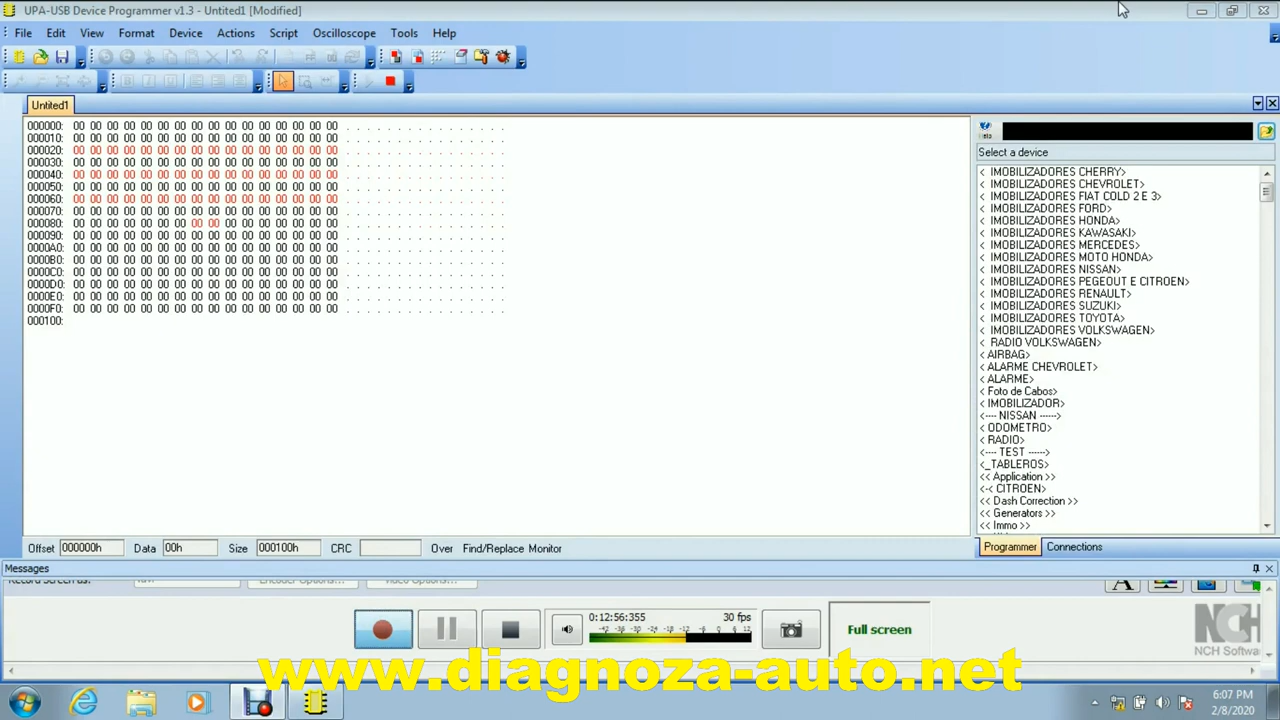 UPA-USB Device Programmer v1.3 - Untited1 [Modified]
File Edit View Format Device Actions Script Oscilloscope Tools Help
Untited1
000000: 00 00 00 00 00 00 00 00 00 00 00 00 00 00 00 00 . . . . . . . . . . . . . . . .
000010: 00 00 00 00 00 00 00 00 00 00 00 00 00 00 00 00 . . . . . . . . . . . . . . . .
000020: 00 00 00 00 00 00 00 00 00 00 00 00 00 00 00 00 . . . . . . . . . . . . . . . .
000030: 00 00 00 00 00 00 00 00 00 00 00 00 00 00 00 00 . . . . . . . . . . . . . . . .
000040: 00 00 00 00 00 00 00 00 00 00 00 00 00 00 00 00 . . . . . . . . . . . . . . . .
000050: 00 00 00 00 00 00 00 00 00 00 00 00 00 00 00 00 . . . . . . . . . . . . . . . .
000060: 00 00 00 00 00 00 00 00 00 00 00 00 00 00 00 00 . . . . . . . . . . . . . . . .
000070: 00 00 00 00 00 00 00 00 00 00 00 00 00 00 00 00 . . . . . . . . . . . . . . . .
000080: 00 00 00 00 00 00 00 00 00 00 00 00 00 00 00 00 . . . . . . . . . . . . . . . .
000090: 00 00 00 00 00 00 00 00 00 00 00 00 00 00 00 00 . . . . . . . . . . . . . . . .
0000A0: 00 00 00 00 00 00 00 00 00 00 00 00 00 00 00 00 . . . . . . . . . . . . . . . .
0000B0: 00 00 00 00 00 00 00 00 00 00 00 00 00 00 00 00 . . . . . . . . . . . . . . . .
0000C0: 00 00 00 00 00 00 00 00 00 00 00 00 00 00 00 00 . . . . . . . . . . . . . . . .
0000D0: 00 00 00 00 00 00 00 00 00 00 00 00 00 00 00 00 . . . . . . . . . . . . . . . .
0000E0: 00 00 00 00 00 00 00 00 00 00 00 00 00 00 00 00 . . . . . . . . . . . . . . . .
0000F0: 00 00 00 00 00 00 00 00 00 00 00 00 00 00 00 00 . . . . . . . . . . . . . . . .
000100:
Select a device
< IMOBILIZADORES CHERRY>
< IMOBILIZADORES CHEVROLET>
< IMOBILIZADORES FIAT COLD 2 E 3>
< IMOBILIZADORES FORD>
< IMOBILIZADORES HONDA>
< IMOBILIZADORES KAWASAKI>
< IMOBILIZADORES MERCEDES>
< IMOBILIZADORES MOTO HONDA>
< IMOBILIZADORES NISSAN>
< IMOBILIZADORES PEGEOUT E CITROEN>
< IMOBILIZADORES RENAULT>
< IMOBILIZADORES SUZUKI>
< IMOBILIZADORES TOYOTA>
< IMOBILIZADORES VOLKSWAGEN>
< RADIO VOLKSWAGEN>
< AIRBAG>
< ALARME CHEVROLET>
< ALARME>
< Foto de Cabos>
< IMOBILIZADOR>
<---- NISSAN ----->
< ODOMETRO>
< RADIO>
<---- TEST ----->
<_TABLEROS>
<< Application >>
<-< CITROEN>
<< Dash Correction >>
<< Generators >>
<< Immo >>
Offset 000000h Data 00h Size 000100h CRC Over Find/Replace Monitor
Programmer Connections
Messages
Record Screen as: Encoder Options... Video Options...
0:12:56:355 30 fps
-42 -36 -30 -24 -18 -12 -6 0 6 12
Full screen
NCH
NCH Softwa
www.diagnoza-auto.net
6:07 PM
2/8/2020